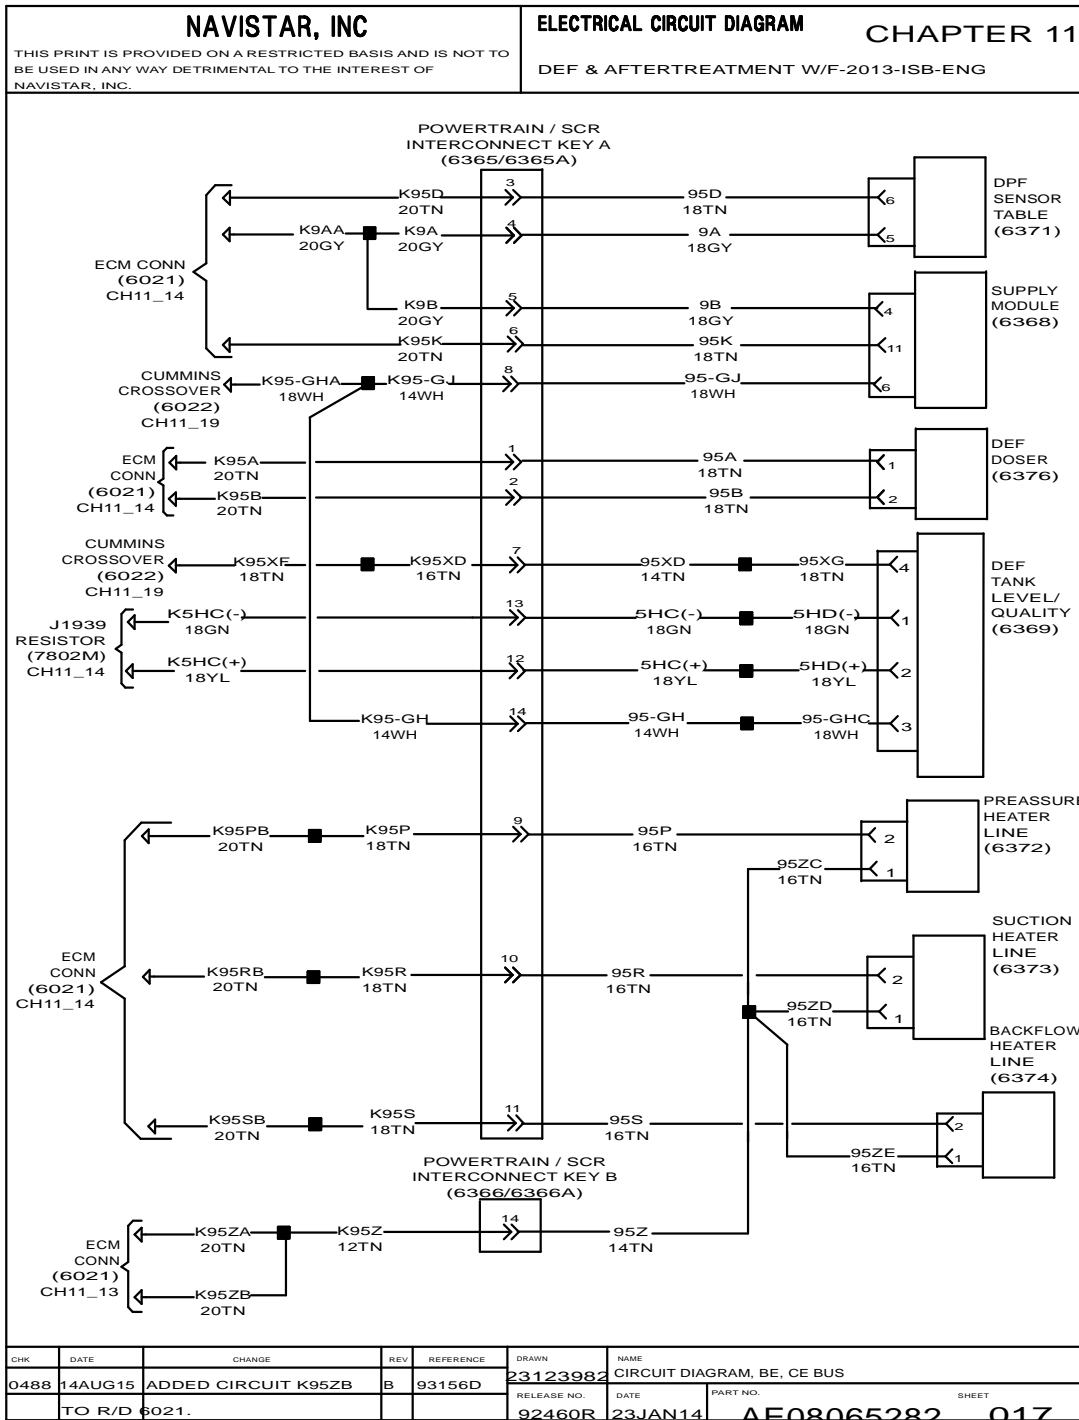 NAVISTAR, INC
THIS PRINT IS PROVIDED ON A RESTRICTED BASIS AND IS NOT TO
BE USED IN ANY WAY DETRIMENTAL TO THE INTEREST OF
NAVISTAR, INC.
ELECTRICAL CIRCUIT DIAGRAM
CHAPTER 11
DEF & AFTERTREATMENT W/F-2013-ISB-ENG
POWERTRAIN / SCR
INTERCONNECT KEY A
(6365/6365A)
ECM CONN
(6021)
CH11_14
K95D
20TN
3
95D
18TN
6
K9AA
20GY
K9A
20GY
4
9A
18GY
5
DPF
SENSOR
TABLE
(6371)
K9B
20GY
5
9B
18GY
4
K95K
20TN
6
95K
18TN
11
SUPPLY
MODULE
(6368)
CUMMINS
CROSSOVER
(6022)
CH11_19
K95-GHA
18WH
K95-GJ
14WH
8
95-GJ
18WH
6
ECM
CONN
(6021)
CH11_14
K95A
20TN
1
95A
18TN
1
K95B
20TN
2
95B
18TN
2
DEF
DOSER
(6376)
CUMMINS
CROSSOVER
(6022)
CH11_19
K95XF
18TN
K95XD
16TN
7
95XD
14TN
95XG
18TN
4
DEF
TANK
LEVEL/
QUALITY
(6369)
J1939
RESISTOR
(7802M)
CH11_14
K5HC(-)
18GN
13
5HC(-)
18GN
5HD(-)
18GN
1
K5HC(+)
18YL
12
5HC(+)
18YL
5HD(+)
18YL
2
K95-GH
14WH
14
95-GH
14WH
95-GHC
18WH
3
ECM
CONN
(6021)
CH11_14
K95PB
20TN
K95P
18TN
9
95P
16TN
2
95ZC
16TN
1
PREASSURE
HEATER
LINE
(6372)
K95RB
20TN
K95R
18TN
10
95R
16TN
2
95ZD
16TN
1
SUCTION
HEATER
LINE
(6373)
BACKFLOW
HEATER
LINE
(6374)
K95SB
20TN
K95S
18TN
11
95S
16TN
2
95ZE
16TN
1
POWERTRAIN / SCR
INTERCONNECT KEY B
(6366/6366A)
ECM
CONN
(6021)
CH11_13
K95ZA
20TN
K95Z
12TN
14
95Z
14TN
K95ZB
20TN
CHK DATE CHANGE REV REFERENCE
0488 14AUG15 ADDED CIRCUIT K95ZB B 93156D
TO R/D 6021.
DRAWN
23123982
NAME
CIRCUIT DIAGRAM, BE, CE BUS
RELEASE NO.
92460R
DATE
23JAN14
PART NO.
AE08065282
SHEET
017